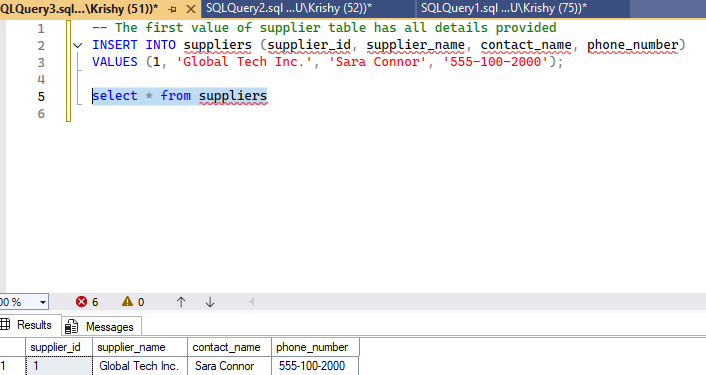 QLQuery3.sql...\Krishy (51))* SQLQuery2.sql ...U\Krishy (52))* SQLQuery1.sql ...U\Krishy (75))*
1 -- The first value of supplier table has all details provided
2 INSERT INTO suppliers (supplier_id, supplier_name, contact_name, phone_number)
3 VALUES (1, 'Global Tech Inc.', 'Sara Connor', '555-100-2000');
4
5 select * from suppliers
6
00 % 6 0
Results Messages
supplier_id supplier_name contact_name phone_number
1 1 Global Tech Inc. Sara Connor 555-100-2000